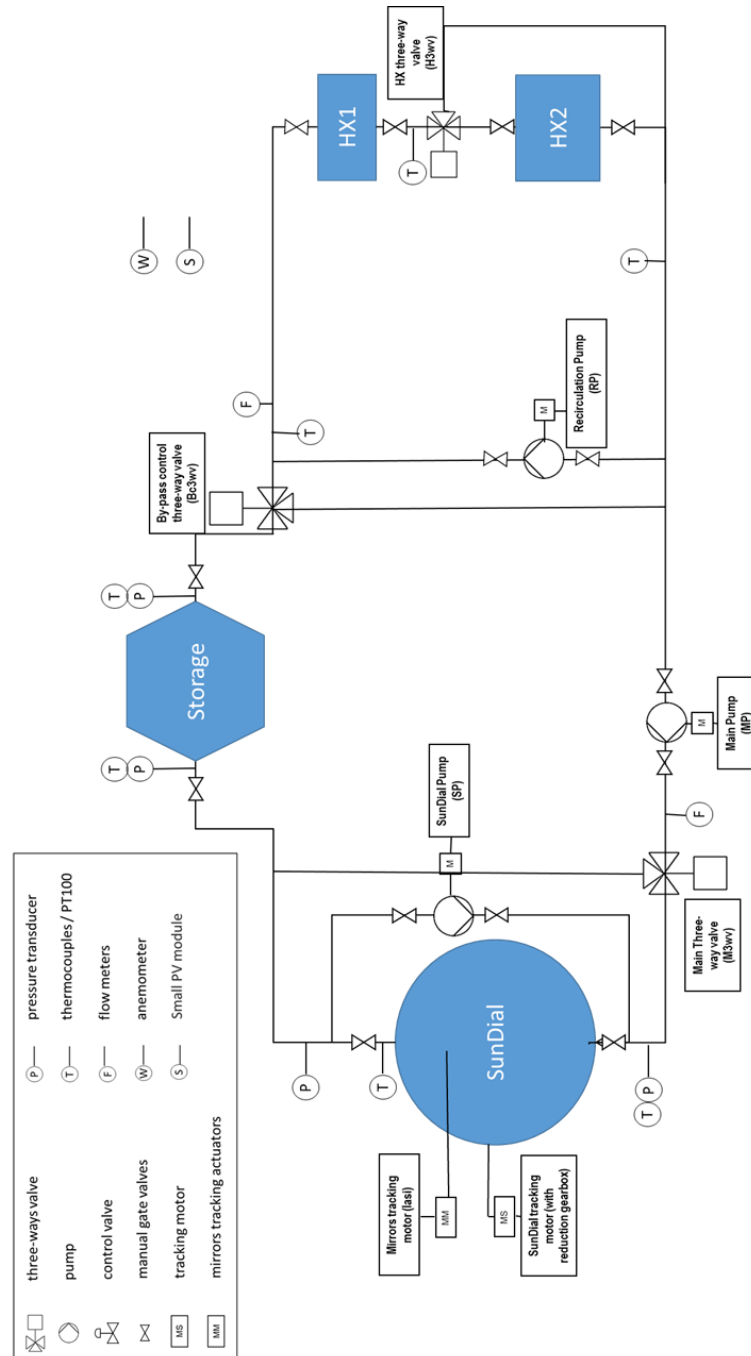 three-ways valve
pump
control valve
manual gate valves
MS
tracking motor
MM
mirrors tracking actuators
P
pressure transducer
T
thermocouples / PT100
F
flow meters
W
anemometer
S
Small PV module
T
P
T
P
Storage
By-pass control
three-way valve
(Bc3wv)
F
T
W
S
HX1
T
HX three-way
valve
(H3wv)
HX2
P
T
SunDial
T
P
Mirrors tracking
motor (Iasi)
MM
MS
SunDial tracking
motor (with
reduction gearbox)
M
SunDial Pump
(SP)
Main Three-
way valve
(M3wv)
F
M
Main Pump
(MP)
M
Recirculation Pump
(RP)
T